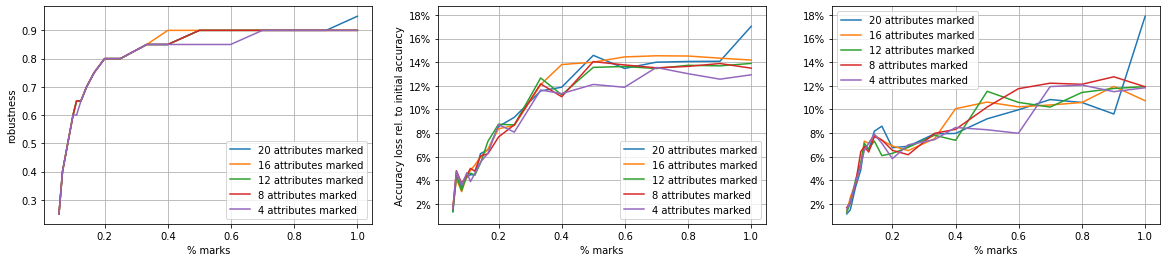 robustness
0.9
0.8
0.7
0.6
0.5
0.4
0.3
0.2
0.4
0.6
0.8
1.0
% marks
20 attributes marked
16 attributes marked
12 attributes marked
8 attributes marked
4 attributes marked
Accuracy loss rel. to initial accuracy
18%
16%
14%
12%
10%
8%
6%
4%
2%
0.2
0.4
0.6
0.8
1.0
% marks
20 attributes marked
16 attributes marked
12 attributes marked
8 attributes marked
4 attributes marked
18%
16%
14%
12%
10%
8%
6%
4%
2%
0.2
0.4
0.6
0.8
1.0
% marks
20 attributes marked
16 attributes marked
12 attributes marked
8 attributes marked
4 attributes marked